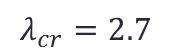 λ_cr = 2.7